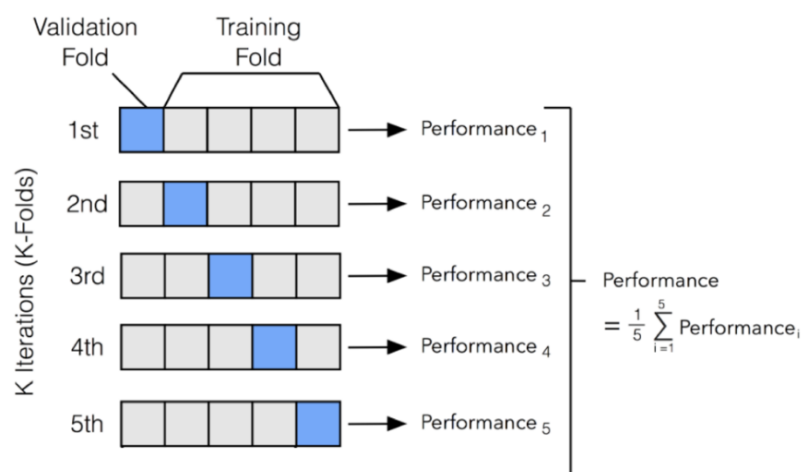 Validation
Fold
Training
Fold
K Iterations (K-Folds)
1st
Performance 1
2nd
Performance 2
3rd
Performance 3
4th
Performance 4
5th
Performance 5
Performance
= 1/5 5∑i=1 Performancei